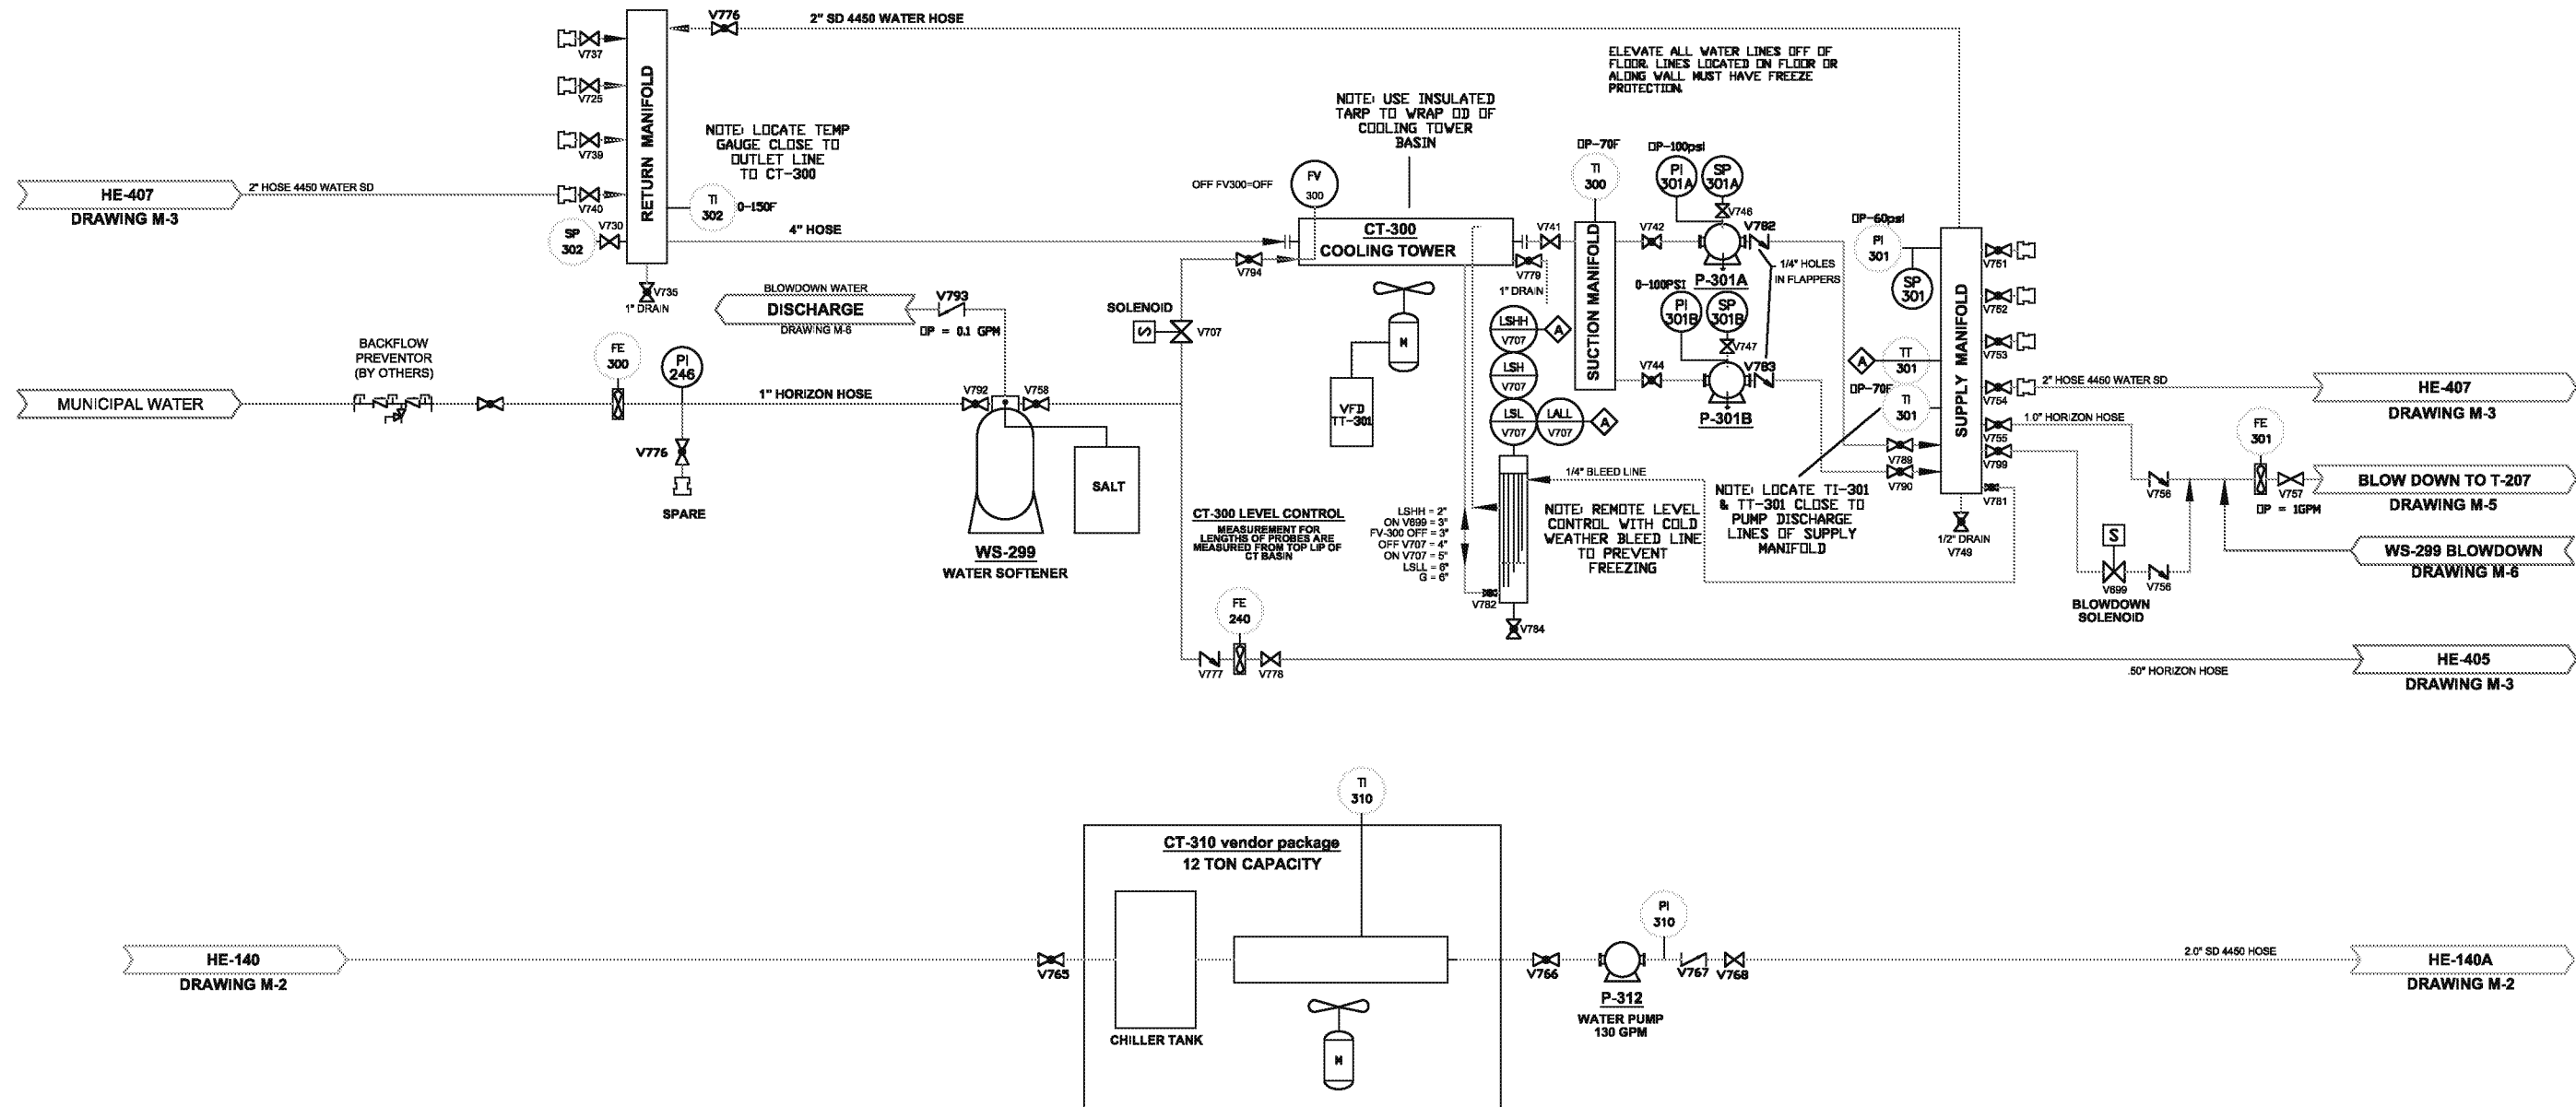 V776
2" SD 4450 WATER HOSE
V737
V725
V739
V740
V730
RETURN MANIFOLD
HE-407
DRAWING M-3
2" HOSE 4450 WATER SD
SP
302
TI
302
0-150F
NOTE: LOCATE TEMP
GAUGE CLOSE TO
OUTLET LINE
TO CT-300
4" HOSE
V735
1" DRAIN
ELEVATE ALL WATER LINES OFF OF
FLOOR. LINES LOCATED ON FLOOR OR
ALONG WALL MUST HAVE FREEZE
PROTECTION.
NOTE: USE INSULATED
TARP TO WRAP OD OF
COOLING TOWER
BASIN
OFF FV300=OFF
FV
300
CT-300
COOLING TOWER
V794
V741
V779
1" DRAIN
OP-70F
TI
300
SUCTION MANIFOLD
OP-100psi
PI
301A
SP
301A
V746
V742
V782
P-301A
1/4" HOLES
IN FLAPPERS
0-100PSI
PI
301B
SP
301B
V747
V744
V783
P-301B
OP-60psi
PI
301
SP
301
A
TT
301
OP-70F
TI
301
SUPPLY MANIFOLD
V751
V752
V753
V754
V755
V799
V781
V789
V790
1/2" DRAIN
V749
2" HOSE 4450 WATER SD
HE-407
DRAWING M-3
1.0" HORIZON HOSE
FE
301
V756
V757
OP = 1GPM
BLOW DOWN TO T-207
DRAWING M-5
WS-299 BLOWDOWN
DRAWING M-6
S
V699
V756
BLOWDOWN
SOLENOID
NOTE: LOCATE TI-301
& TT-301 CLOSE TO
PUMP DISCHARGE
LINES OF SUPPLY
MANIFOLD
BLOWDOWN WATER
DISCHARGE
DRAWING M-6
V793
OP = 0.1 GPM
SOLENOID
S
V707
MUNICIPAL WATER
BACKFLOW
PREVENTOR
(BY OTHERS)
FE
300
PI
246
V776
SPARE
1" HORIZON HOSE
V792
V758
SALT
WS-299
WATER SOFTENER
M
VFD
TT-301
LSHH
V707
A
LSH
V707
LSL
V707
LALL
V707
A
1/4" BLEED LINE
NOTE: REMOTE LEVEL
CONTROL WITH COLD
WEATHER BLEED LINE
TO PREVENT
FREEZING
CT-300 LEVEL CONTROL
MEASUREMENT FOR
LENGTHS OF PROBES ARE
MEASURED FROM TOP LIP OF
CT BASIN
LSHH = 2"
ON V699 = 3"
FV-300 OFF = 3"
OFF V707 = 4"
ON V707 = 5"
LSLL = 6"
G = 6"
V782
V784
FE
240
V777
V778
.50" HORIZON HOSE
HE-405
DRAWING M-3
TI
310
CT-310 vendor package
12 TON CAPACITY
CHILLER TANK
M
HE-140
DRAWING M-2
V765
V766
PI
310
P-312
WATER PUMP
130 GPM
V767
V768
2.0" SD 4450 HOSE
HE-140A
DRAWING M-2